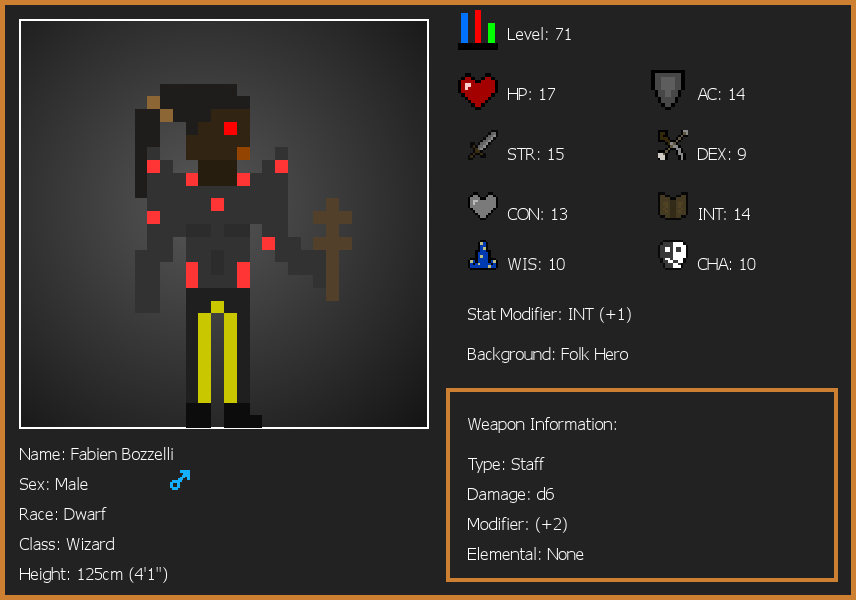 Level: 71
HP: 17
AC: 14
STR: 15
DEX: 9
CON: 13
INT: 14
WIS: 10
CHA: 10
Stat Modifier: INT (+1)
Background: Folk Hero
Weapon Information:
Type: Staff
Damage: d6
Modifier: (+2)
Elemental: None
Name: Fabien Bozzelli
Sex: Male
Race: Dwarf
Class: Wizard
Height: 125cm (4'1")